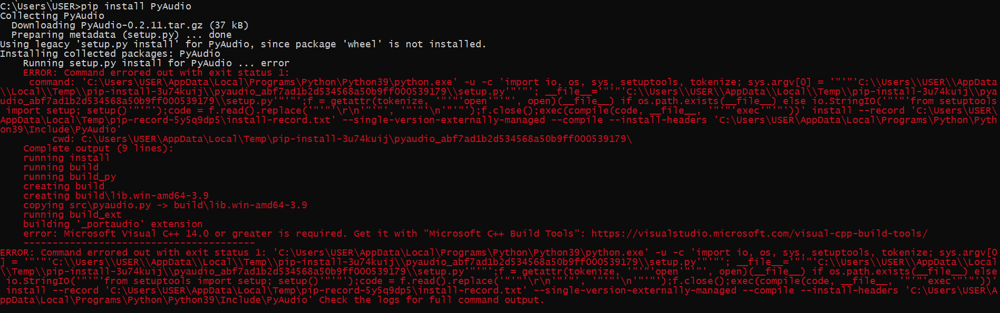 C:\Users\USER>pip install PyAudio
Collecting PyAudio
  Downloading PyAudio-0.2.11.tar.gz (37 kB)
  Preparing metadata (setup.py) ... done
Using legacy 'setup.py install' for PyAudio, since package 'wheel' is not installed.
Installing collected packages: PyAudio
    Running setup.py install for PyAudio ... error
    ERROR: Command errored out with exit status 1:
     command: 'C:\Users\USER\AppData\Local\Programs\Python\Python39\python.exe' -u -c 'import io, os, sys, setuptools, tokenize; sys.argv[0] = '"'"'C:\\Users\\USER\\AppData
\\Local\\Temp\\pip-install-3u74kuij\\pyaudio_abf7ad1b2d534568a50b9ff000539179\\setup.py'"'"'; __file__='"'"'C:\\Users\\USER\\AppData\\Local\\Temp\\pip-install-3u74kuij\\pya
udio_abf7ad1b2d534568a50b9ff000539179\\setup.py'"'"';f = getattr(tokenize, '"'"'open'"'"', open)(__file__) if os.path.exists(__file__) else io.StringIO('"'"'from setuptools
 import setup; setup()'"'"');code = f.read().replace('"'"'\r\n'"'"', '"'"'\n'"'"');f.close();exec(compile(code, __file__, '"'"'exec'"'"'))' install --record 'C:\Users\USER\
AppData\Local\Temp\pip-record-5y5q9dp5\install-record.txt' --single-version-externally-managed --compile --install-headers 'C:\Users\USER\AppData\Local\Programs\Python\Pyth
on39\Include\PyAudio'
         cwd: C:\Users\USER\AppData\Local\Temp\pip-install-3u74kuij\pyaudio_abf7ad1b2d534568a50b9ff000539179\
    Complete output (9 lines):
    running install
    running build
    running build_py
    creating build
    creating build\lib.win-amd64-3.9
    copying src\pyaudio.py -> build\lib.win-amd64-3.9
    running build_ext
    building '_portaudio' extension
    error: Microsoft Visual C++ 14.0 or greater is required. Get it with "Microsoft C++ Build Tools": https://visualstudio.microsoft.com/visual-cpp-build-tools/
    ----------------------------------------
ERROR: Command errored out with exit status 1: 'C:\Users\USER\AppData\Local\Programs\Python\Python39\python.exe' -u -c 'import io, os, sys, setuptools, tokenize; sys.argv[0
] = '"'"'C:\\Users\\USER\\AppData\\Local\\Temp\\pip-install-3u74kuij\\pyaudio_abf7ad1b2d534568a50b9ff000539179\\setup.py'"'"'; __file__='"'"'C:\\Users\\USER\\AppData\\Local
\\Temp\\pip-install-3u74kuij\\pyaudio_abf7ad1b2d534568a50b9ff000539179\\setup.py'"'"';f = getattr(tokenize, '"'"'open'"'"', open)(__file__) if os.path.exists(__file__) else
 io.StringIO('"'"'from setuptools import setup; setup()'"'"');code = f.read().replace('"'"'\r\n'"'"', '"'"'\n'"'"');f.close();exec(compile(code, __file__, '"'"'exec'"'"'))'
 install --record 'C:\Users\USER\AppData\Local\Temp\pip-record-5y5q9dp5\install-record.txt' --single-version-externally-managed --compile --install-headers 'C:\Users\USER\A
ppData\Local\Programs\Python\Python39\Include\PyAudio' Check the logs for full command output.